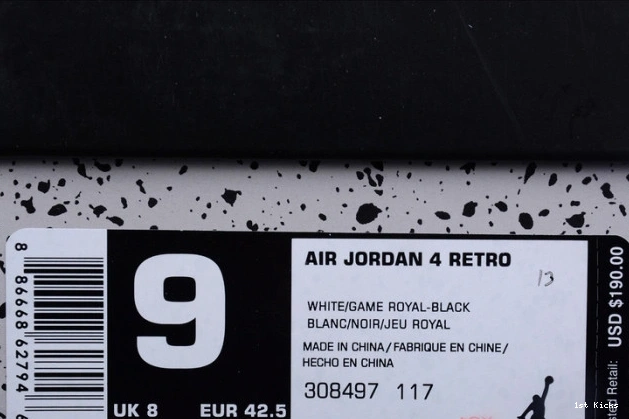 9
UK 8 EUR 42.5
AIR JORDAN 4 RETRO
13
WHITE/GAME ROYAL-BLACK
BLANC/NOIR/JEU ROYAL
MADE IN CHINA/FABRIQUE EN CHINE/
HECHO EN CHINA
308497 117
8 86668 62794
USD $190.00
Retail:
1st Kicks